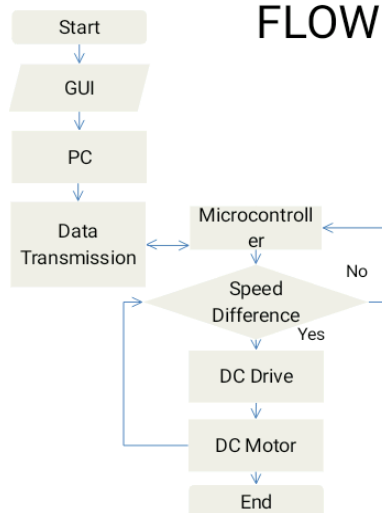 FLOW
Start
GUI
PC
Data
Transmission
Microcontroll
er
Speed
Difference
No
Yes
DC Drive
DC Motor
End